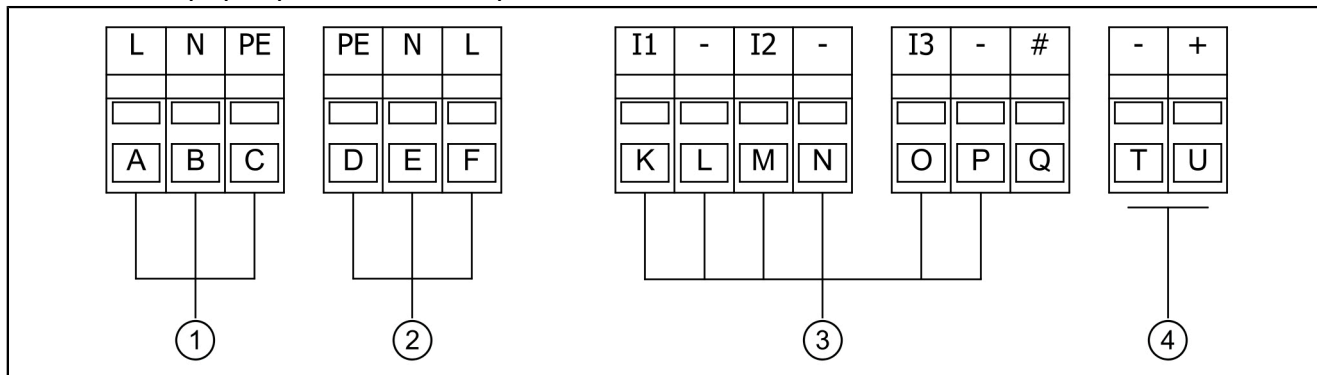 L N PE PE N L I1 - I2 - I3 - # - +
A B C D E F K L M N O P Q T U
1 2 3 4